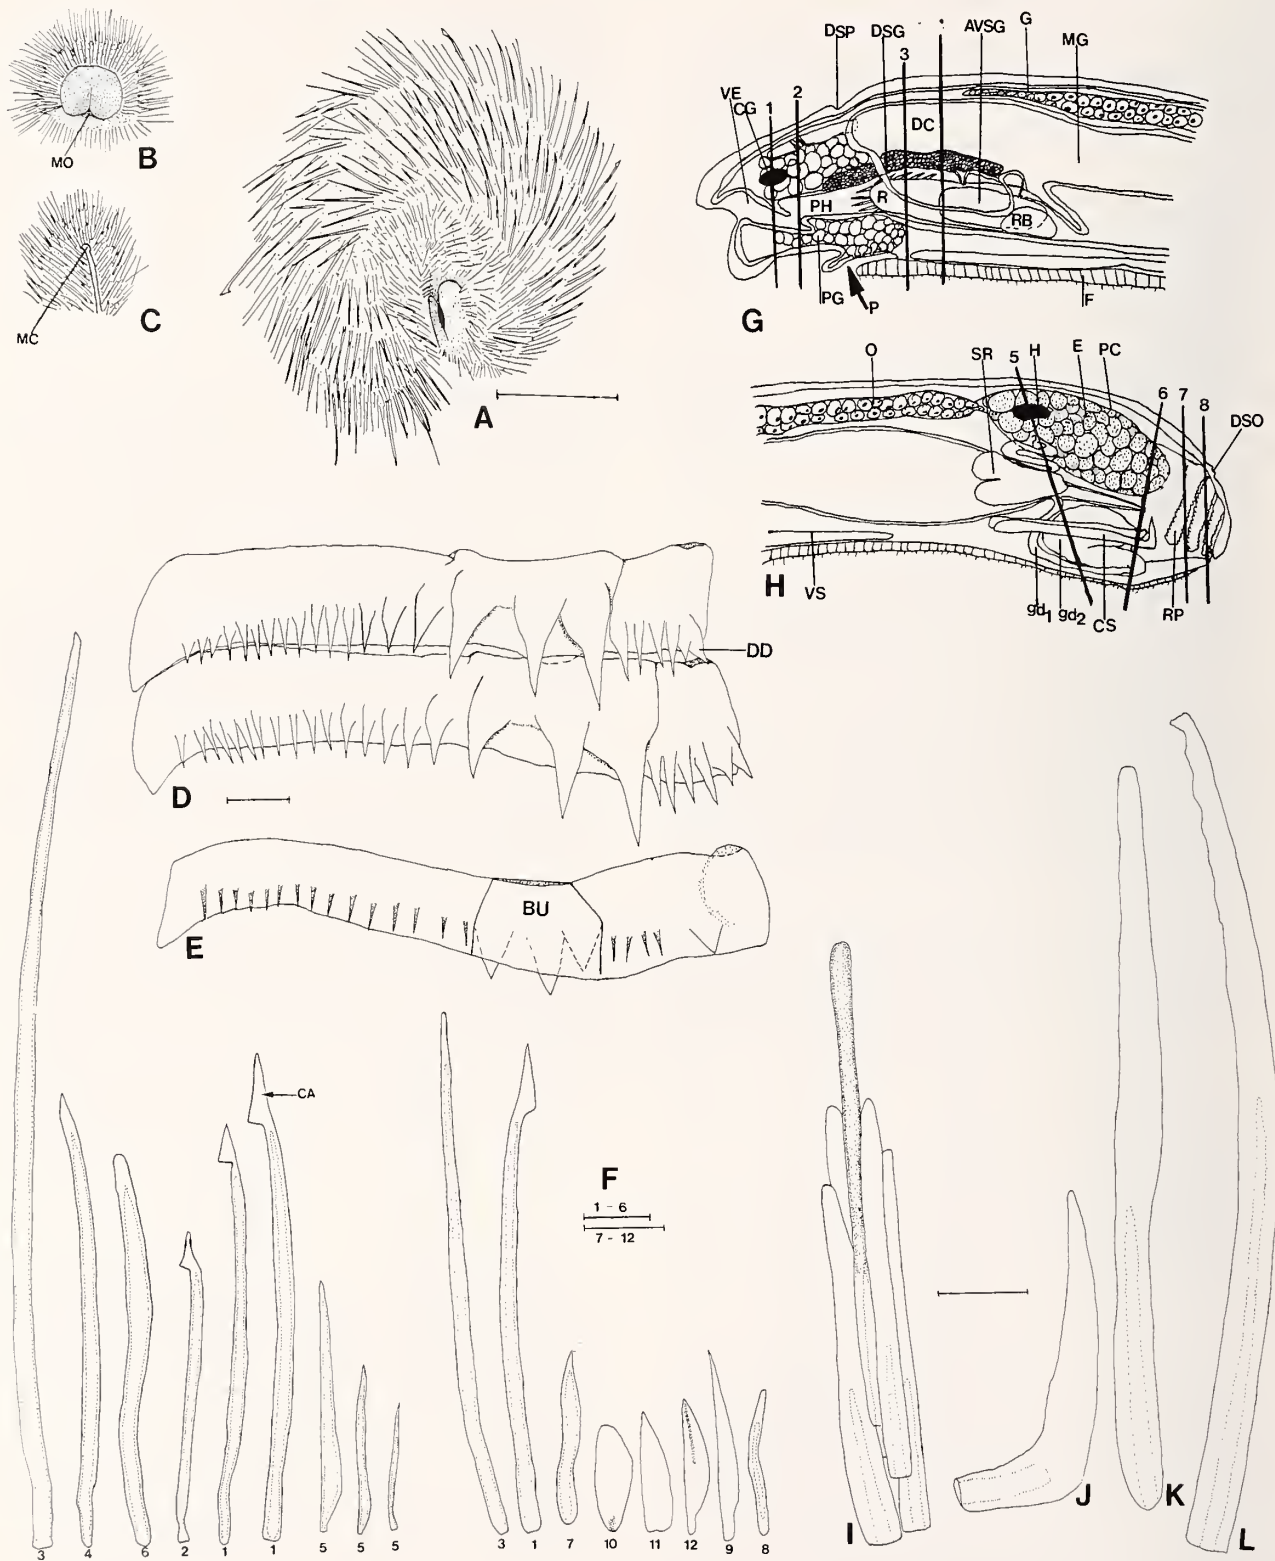 B
MO
C
MC
A
DSP
DSG
AVSG
G
MG
VE
CG
1
2
3
DC
PH
R
RB
PG
P
F
G
O
SR
5
H
E
PC
6
7
8
DSO
VS
H
gd1
gd2
CS
RP
DD
D
BU
E
CA
F
1 - 6
7 - 12
3
4
6
2
1
1
5
5
5
3
1
7
10
11
12
9
8
I
J
K
L